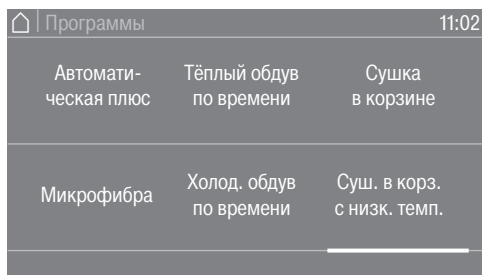 Программы 11:02
Автомати-
ческая плюс
Тёплый обдув
по времени
Сушка
в корзине
Микрофибра
Холод. обдув
по времени
Суш. в корз.
с низк. темп.